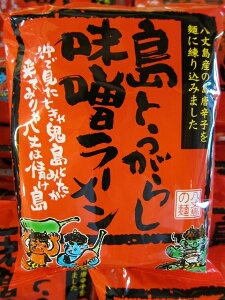 八丈島産の島唐辛子を
麺に練り込みました
島とうがらし
味噌ラーメン
沖で見たときゃ鬼島とみたが
来てみりゃ八丈は情け島